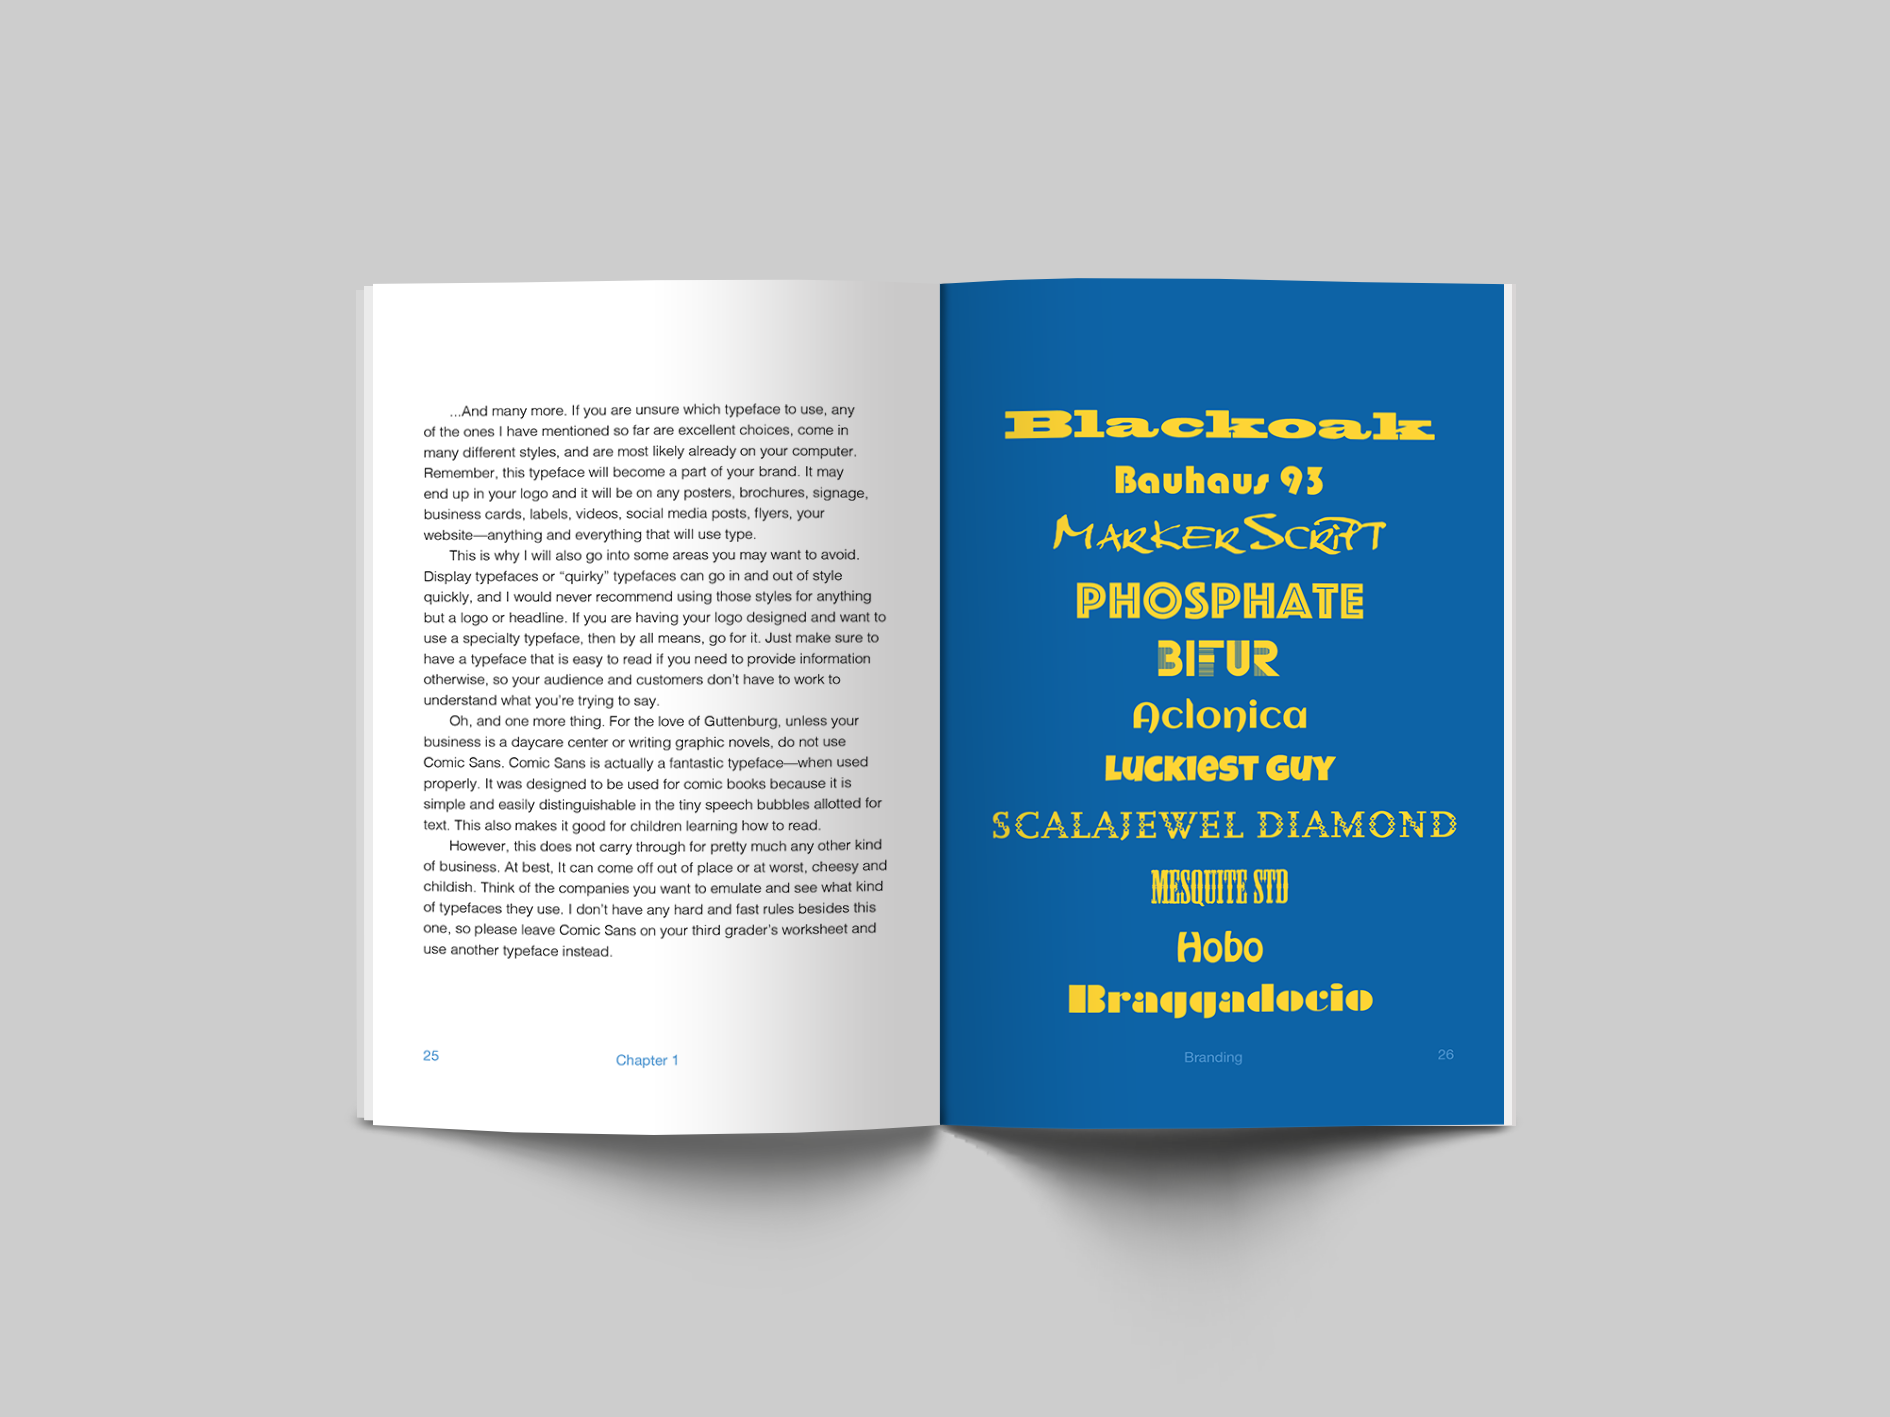 ...And many more. If you are unsure which typeface to use, any
of the ones I have mentioned so far are excellent choices, come in
many different styles, and are most likely already on your computer.
Remember, this typeface will become a part of your brand. It may
end up in your logo and it will be on any posters, brochures, signage,
business cards, labels, videos, social media posts, flyers, your
website—anything and everything that will use type.
This is why I will also go into some areas you may want to avoid.
Display typefaces or “quirky” typefaces can go in and out of style
quickly, and I would never recommend using those styles for anything
but a logo or headline. If you are having your logo designed and want to
use a specialty typeface, then by all means, go for it. Just make sure to
have a typeface that is easy to read if you need to provide information
otherwise, so your audience and customers don’t have to work to
understand what you’re trying to say.
Oh, and one more thing. For the love of Guttenburg, unless your
business is a daycare center or writing graphic novels, do not use
Comic Sans. Comic Sans is actually a fantastic typeface—when used
properly. It was designed to be used for comic books because it is
simple and easily distinguishable in the tiny speech bubbles allotted for
text. This also makes it good for children learning how to read.
However, this does not carry through for pretty much any other kind
of business. At best, It can come off out of place or at worst, cheesy and
childish. Think of the companies you want to emulate and see what kind
of typefaces they use. I don’t have any hard and fast rules besides this
one, so please leave Comic Sans on your third grader’s worksheet and
use another typeface instead.
25
Chapter 1
Blackoak
Bauhaus 93
MARKERSCRiPT
PHOSPHATE
BIFUR
Aclonica
LUCKIEST GUY
SCALAJEWEL DIAMOND
MESQUITE STD
Hobo
Braggadocio
Branding
26